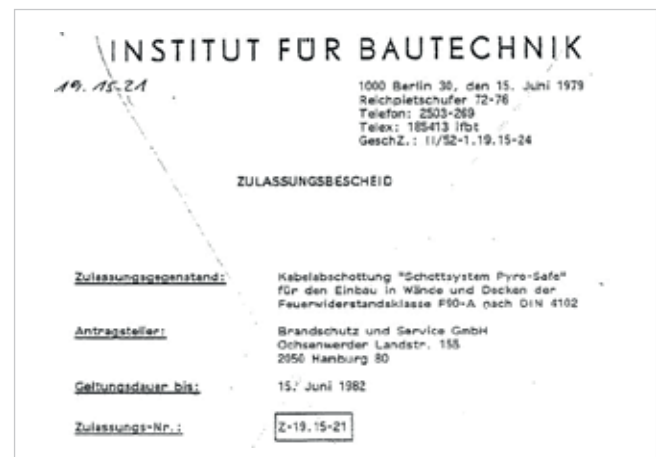 INSTITUT FÜR BAUTECHNIK
19.15-21
1000 Berlin 30, den 15. Juni 1979
Reichpietschufer 72-76
Telefon: 2503-269
Telex: 185413 ifbt
GeschZ.: II/52-1.19.15-24
ZULASSUNGSBESCHEID
Zulassungsgegenstand: Kabelabschottung "Schottsystem Pyro-Safe"
für den Einbau in Wände und Decken der
Feuerwiderstandsklasse F90-A nach DIN 4102
Antragsteller: Brandschutz und Service GmbH
Ochsenwerder Landstr. 155
2050 Hamburg 80
Geltungsdauer bis: 15. Juni 1982
Zulassungs-Nr.: Z-19.15-21